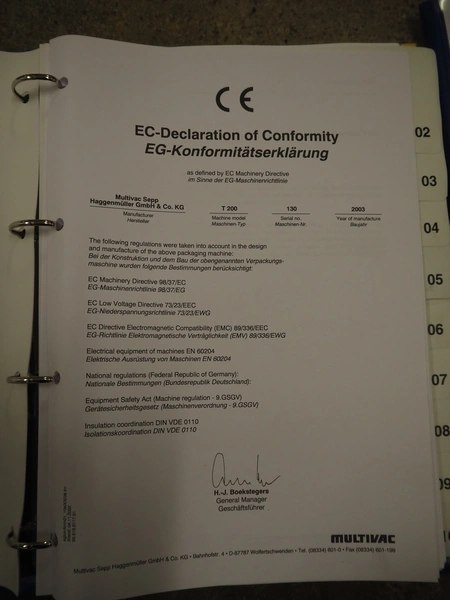 CE
EC-Declaration of Conformity
EG-Konformitätserklärung
as defined by EC Machinery Directive
im Sinne der EG-Maschinenrichtlinie
Multivac Sepp
Haggenmüller GmbH & Co. KG
T 200
130
2003
Manufacturer
Hersteller
Machine model
Maschinen-Typ
Serial no.
Maschinen-Nr.
Year of manufacture
Baujahr
The following regulations were taken into account in the design
and manufacture of the above packaging machine:
Bei der Konstruktion und dem Bau der obengenannten Verpackungs-
maschine wurden folgende Bestimmungen berücksichtigt:
EC Machinery Directive 98/37/EC
EG-Maschinenrichtlinie 98/37/EG
EC Low Voltage Directive 73/23/EEC
EG-Niederspannungsrichtlinie 73/23/EWG
EC Directive Electromagnetic Compatibility (EMC) 89/336/EEC
EG-Richtlinie Elektromagnetische Verträglichkeit (EMV) 89/336/EWG
Electrical equipment of machines EN 60204
Elektrische Ausrüstung von Maschinen EN 60204
National regulations (Federal Republic of Germany):
Nationale Bestimmungen (Bundesrepublik Deutschland):
Equipment Safety Act (Machine regulation - 9.GSGV)
Gerätesicherheitsgesetz (Maschinenverordnung - 9.GSGV)
Insulation coordination DIN VDE 0110
Isolationskoordination DIN VDE 0110
H.-J. Boekstegers
General Manager
Geschäftsführer
MULTIVAC
Multivac Sepp Haggenmüller GmbH & Co. KG • Bahnhofstr. 4 • D-87787 Wolfertschwenden • Tel. (08334) 601-0 • Fax (08334) 601-199
02
03
04
05
06
07
08
09